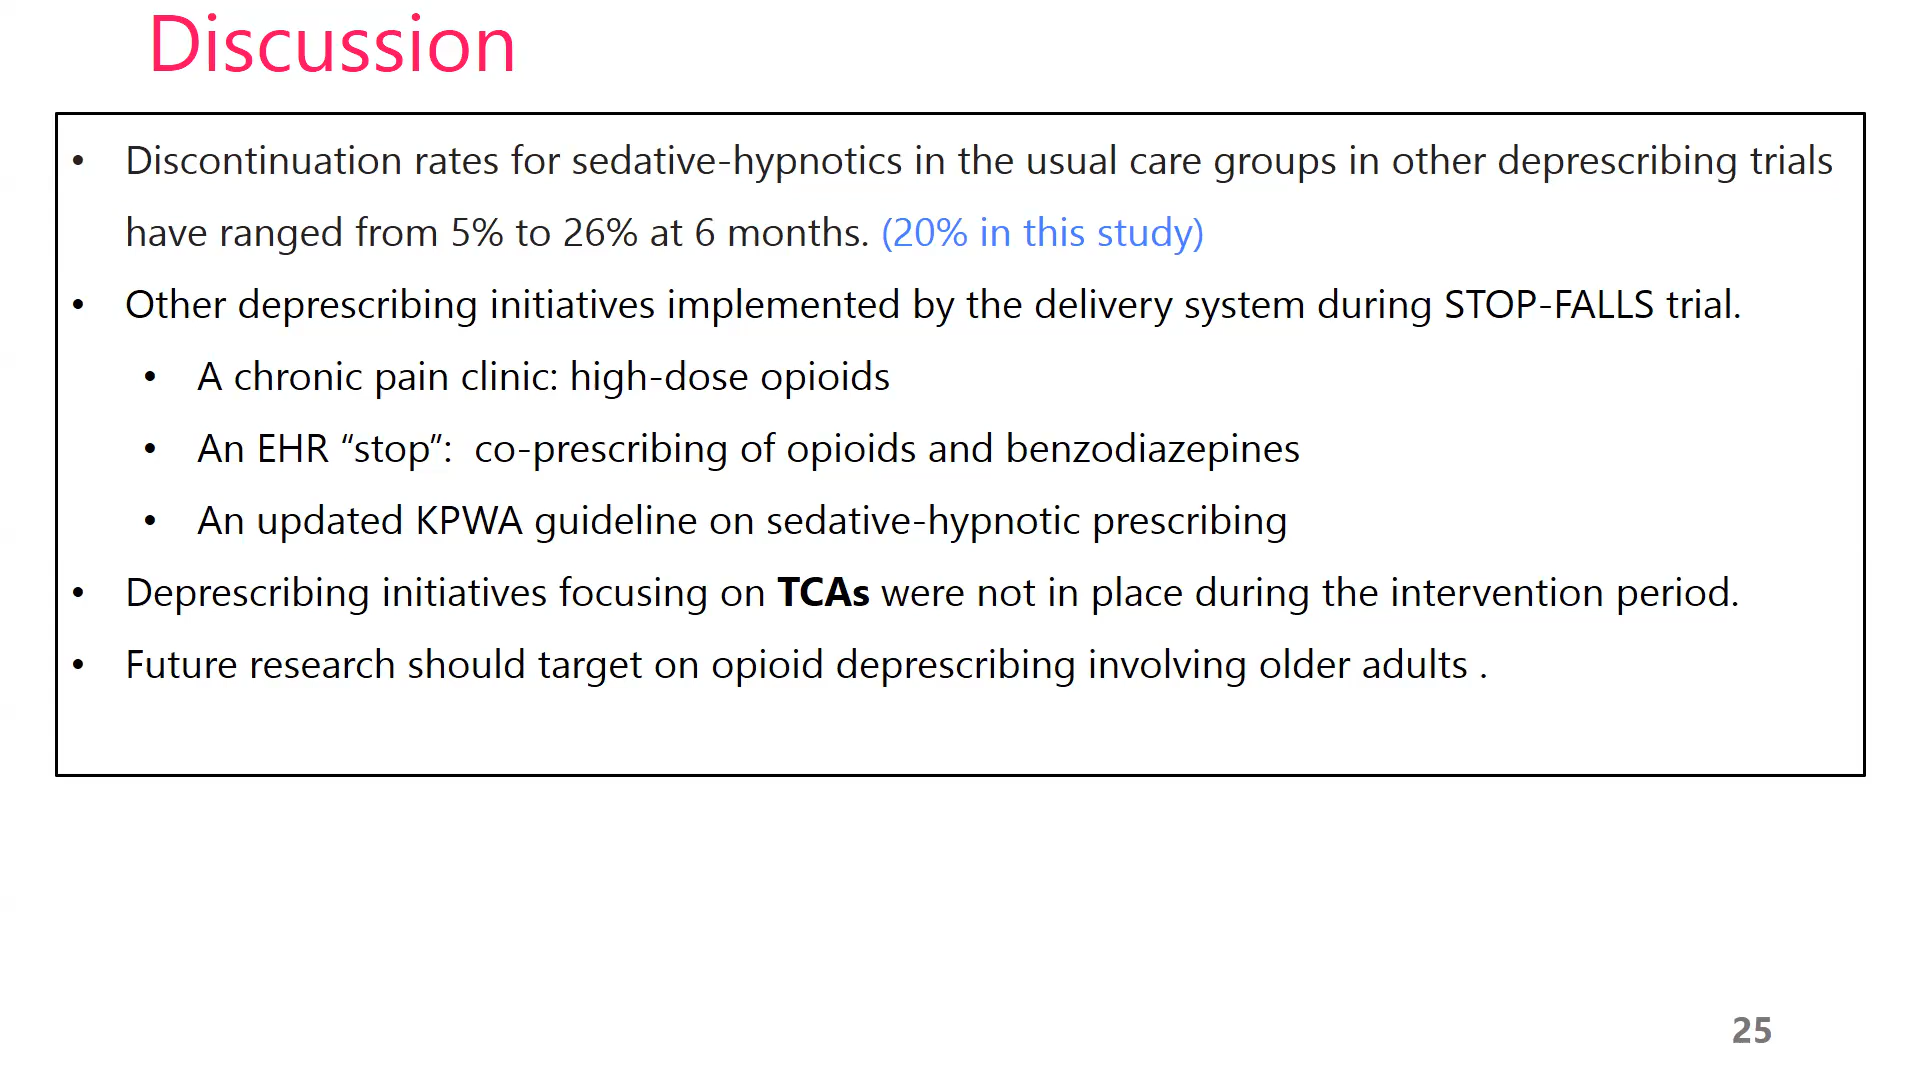 Discussion
• Discontinuation rates for sedative-hypnotics in the usual care groups in other deprescribing trials
have ranged from 5% to 26% at 6 months. (20% in this study)
• Other deprescribing initiatives implemented by the delivery system during STOP-FALLS trial.
• A chronic pain clinic: high-dose opioids
• An EHR “stop”:  co-prescribing of opioids and benzodiazepines
• An updated KPWA guideline on sedative-hypnotic prescribing
• Deprescribing initiatives focusing on TCAs were not in place during the intervention period.
• Future research should target on opioid deprescribing involving older adults .
25